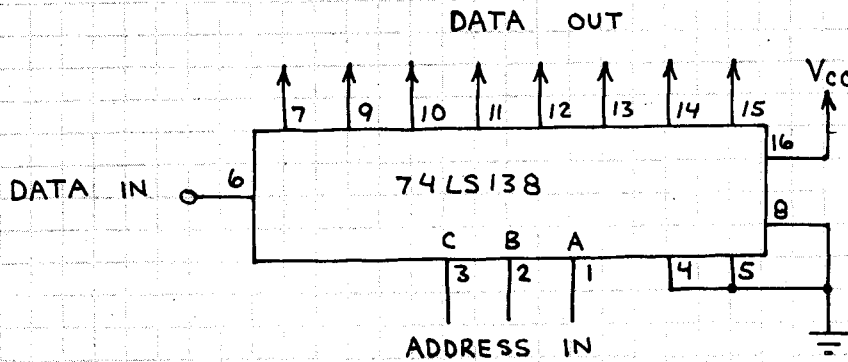 DATA OUT
7 9 10 11 12 13 14 15
Vcc
16
DATA IN 6
74LS138
8
C B A
3 2 1 4 5
ADDRESS IN